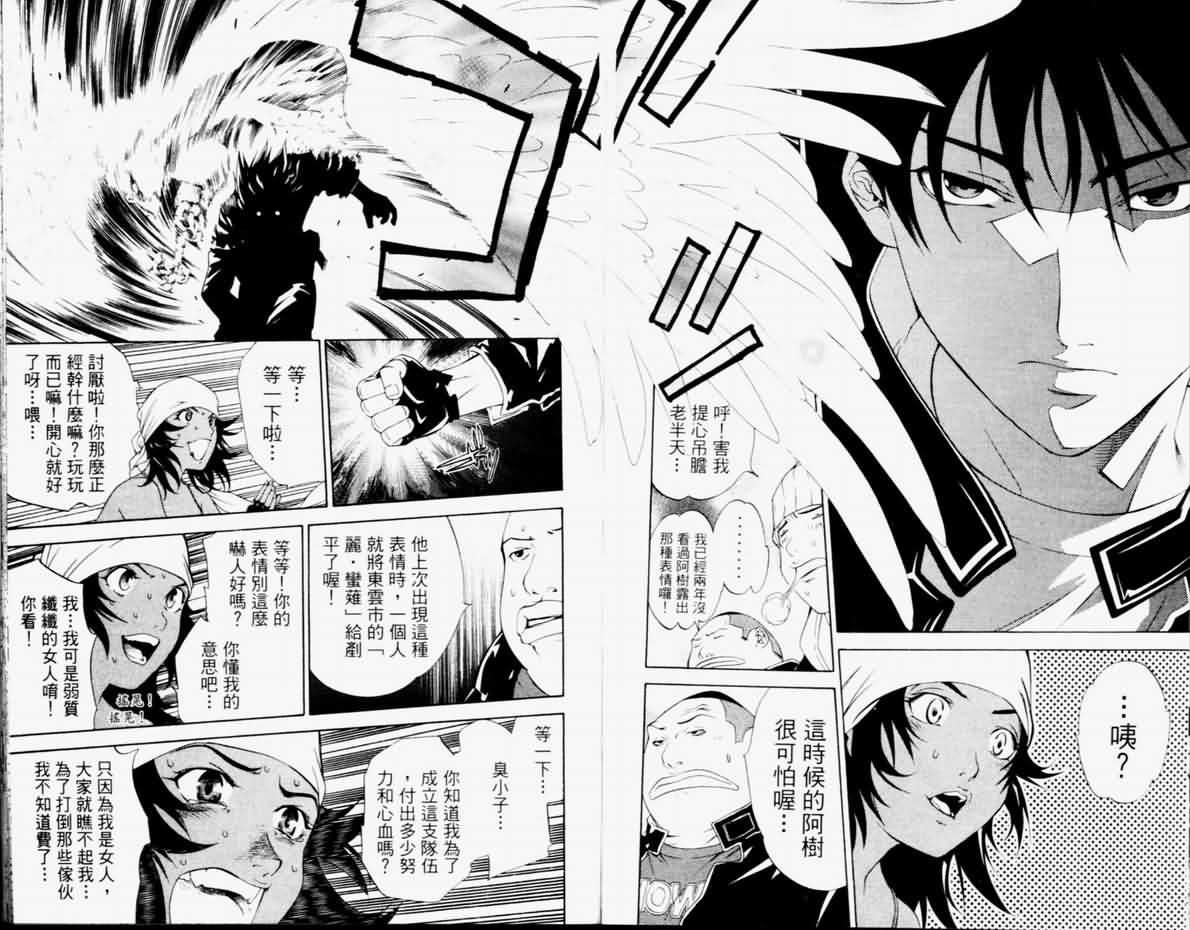 呼！害我
提心吊膽
老半天…
………
我已經兩年沒
看過阿樹露出
那種表情囉！
…咦？
這時候的阿樹
很可怕喔…
NOW
ゴ
等…
等一下啦…
討厭啦！你那麼正
經幹什麼嘛？玩玩
而已嘛！開心就好
了呀…喂…
他上次出現這種
表情時，一個人
就將東雲市的「
麗·蠻薙」給剷
平了喔！
等等！你的
表情別這麼
嚇人好嗎？
你懂我的
意思吧…
我…我可是弱質
纖纖的女人唷！
你看！
搖晃！
搖晃！
等一下…
臭小子…
你知道我為了
成立這支隊伍
，付出多少努
力和心血嗎？
只因為我是女人，
大家就瞧不起我…
為了打倒那些傢伙
我不知道費了…